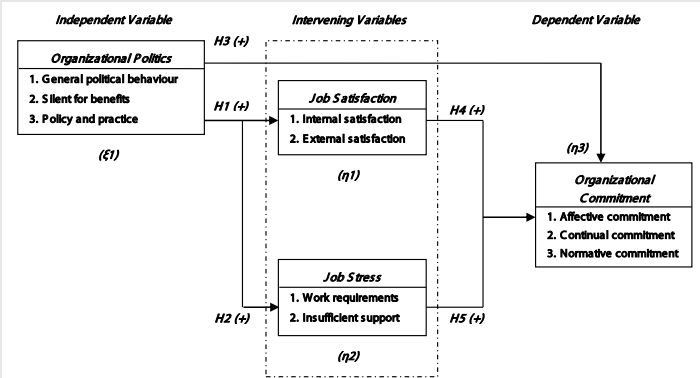 Independent Variable
Intervening Variables
Dependent Variable
H3 (+)
Organizational Politics
1. General political behaviour
2. Silent for benefits
3. Policy and practice
(ξ1)
H1 (+)
Job Satisfaction
1. Internal satisfaction
2. External satisfaction
(η1)
H4 (+)
(η3)
Organizational
Commitment
1. Affective commitment
2. Continual commitment
3. Normative commitment
Job Stress
1. Work requirements
2. Insufficient support
(η2)
H2 (+)
H5 (+)